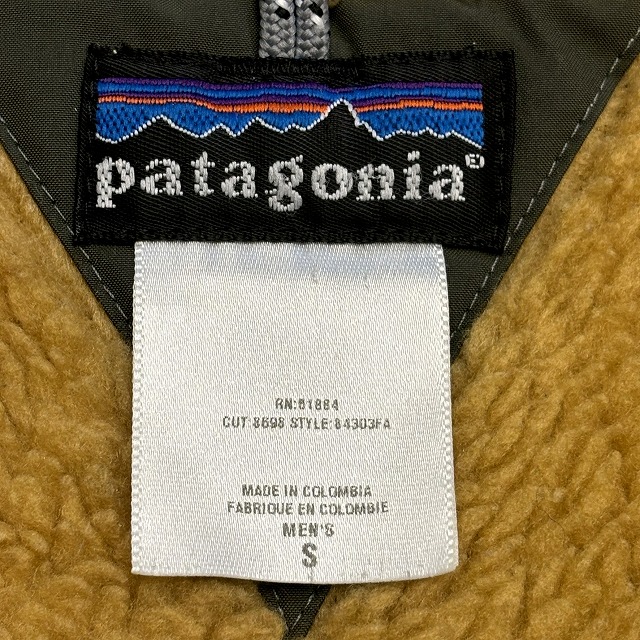 patagonia®
RN:51884
CUT:8698 STYLE:84303FA
MADE IN COLOMBIA
FABRIQUE EN COLOMBIE
MEN'S
S